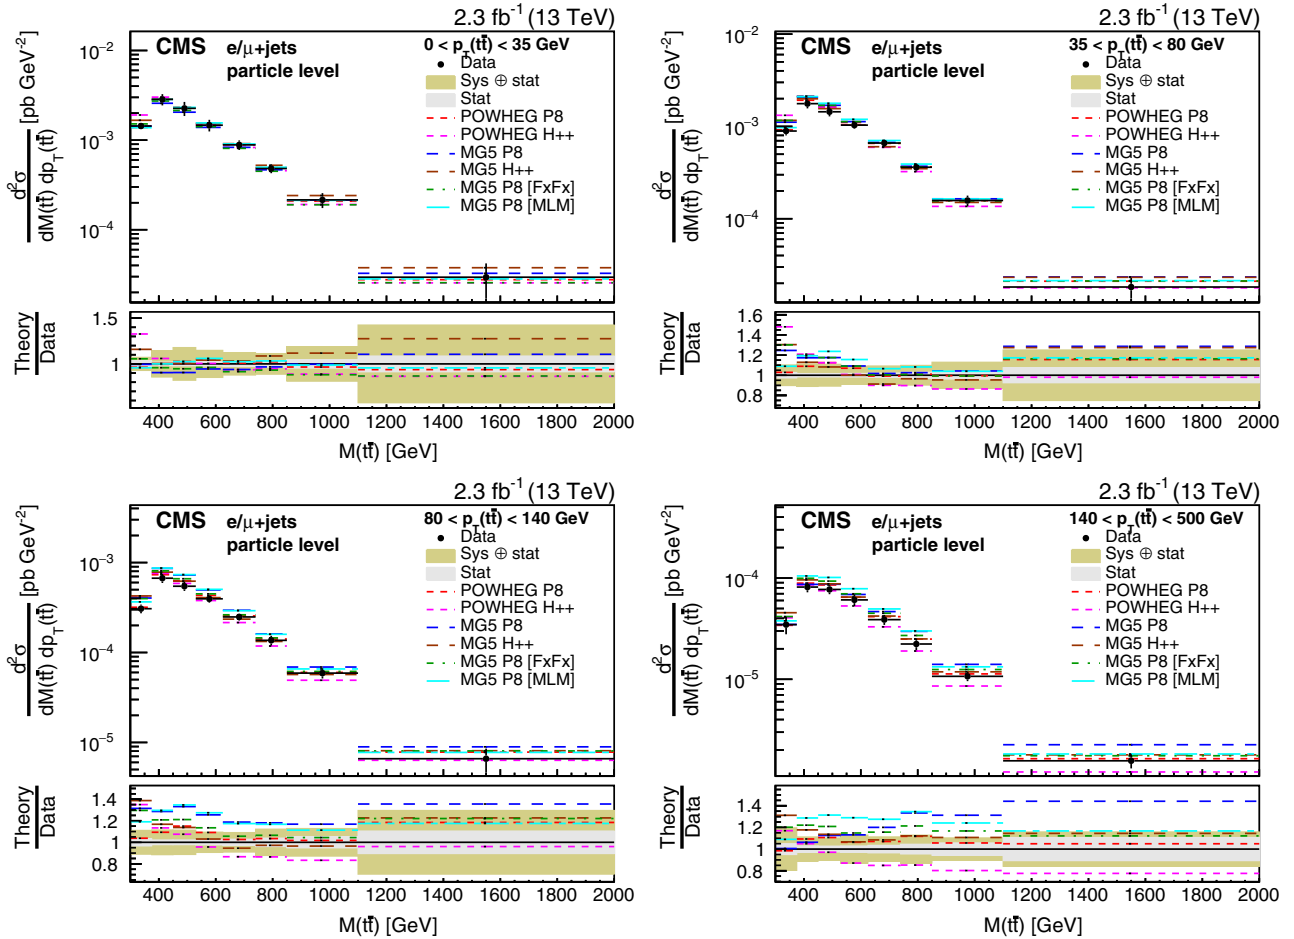 2.3 fb⁻¹ (13 TeV)
CMS e/μ+jets
particle level
0 < p_T(tt̄) < 35 GeV
Data
Sys ⊕ stat
Stat
POWHEG P8
POWHEG H++
MG5 P8
MG5 H++
MG5 P8 [FxFx]
MG5 P8 [MLM]
d²σ / dM(tt̄) dp_T(tt̄) [pb GeV⁻²]
10⁻²
10⁻³
10⁻⁴
Theory / Data
1.5
1
400 600 800 1000 1200 1400 1600 1800 2000
M(tt̄) [GeV]
2.3 fb⁻¹ (13 TeV)
CMS e/μ+jets
particle level
35 < p_T(tt̄) < 80 GeV
Data
Sys ⊕ stat
Stat
POWHEG P8
POWHEG H++
MG5 P8
MG5 H++
MG5 P8 [FxFx]
MG5 P8 [MLM]
d²σ / dM(tt̄) dp_T(tt̄) [pb GeV⁻²]
10⁻²
10⁻³
10⁻⁴
Theory / Data
1.6
1.4
1.2
1
0.8
400 600 800 1000 1200 1400 1600 1800 2000
M(tt̄) [GeV]
2.3 fb⁻¹ (13 TeV)
CMS e/μ+jets
particle level
80 < p_T(tt̄) < 140 GeV
Data
Sys ⊕ stat
Stat
POWHEG P8
POWHEG H++
MG5 P8
MG5 H++
MG5 P8 [FxFx]
MG5 P8 [MLM]
d²σ / dM(tt̄) dp_T(tt̄) [pb GeV⁻²]
10⁻³
10⁻⁴
10⁻⁵
Theory / Data
1.4
1.2
1
0.8
400 600 800 1000 1200 1400 1600 1800 2000
M(tt̄) [GeV]
2.3 fb⁻¹ (13 TeV)
CMS e/μ+jets
particle level
140 < p_T(tt̄) < 500 GeV
Data
Sys ⊕ stat
Stat
POWHEG P8
POWHEG H++
MG5 P8
MG5 H++
MG5 P8 [FxFx]
MG5 P8 [MLM]
d²σ / dM(tt̄) dp_T(tt̄) [pb GeV⁻²]
10⁻⁴
10⁻⁵
Theory / Data
1.4
1.2
1
0.8
400 600 800 1000 1200 1400 1600 1800 2000
M(tt̄) [GeV]